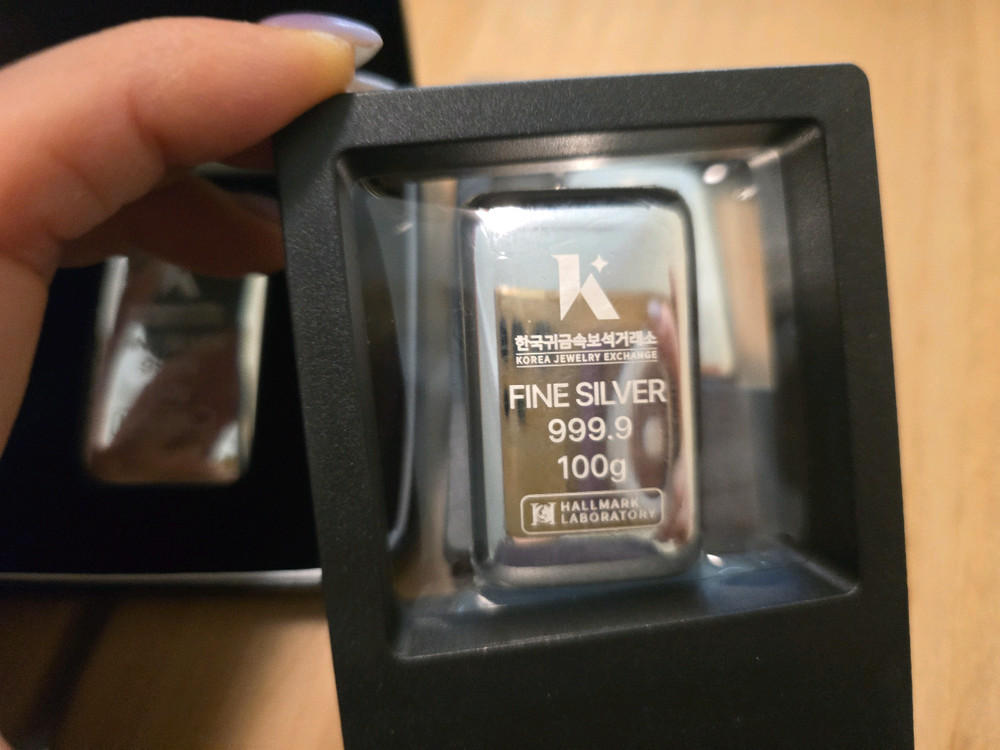 K
한국귀금속보석거래소
KOREA JEWELRY EXCHANGE
FINE SILVER
999.9
100g
HALLMARK
LABORATORY